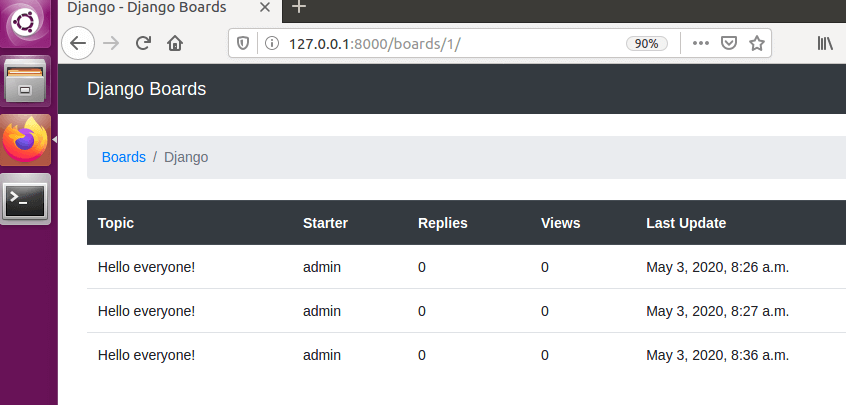 Django - Django Boards
127.0.0.1:8000/boards/1/ 90%
Django Boards
Boards / Django
Topic Starter Replies Views Last Update
Hello everyone! admin 0 0 May 3, 2020, 8:26 a.m.
Hello everyone! admin 0 0 May 3, 2020, 8:27 a.m.
Hello everyone! admin 0 0 May 3, 2020, 8:36 a.m.